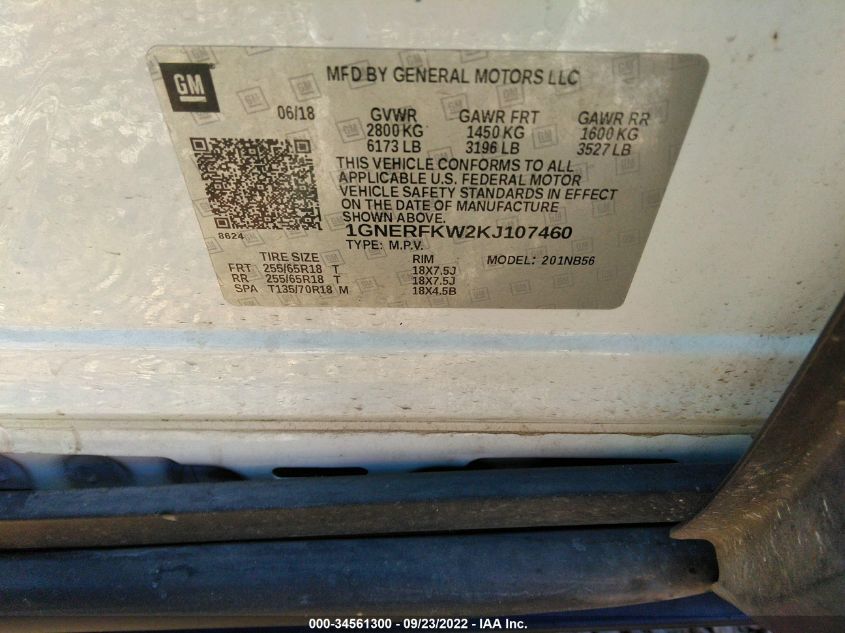 GM
MFD BY GENERAL MOTORS LLC
06/18 GVWR GAWR FRT GAWR RR
2800 KG 1450 KG 1600 KG
6173 LB 3196 LB 3527 LB
THIS VEHICLE CONFORMS TO ALL
APPLICABLE U.S. FEDERAL MOTOR
VEHICLE SAFETY STANDARDS IN EFFECT
ON THE DATE OF MANUFACTURE
SHOWN ABOVE.
8624
1GNERFKW2KJ107460
TYPE: M.P.V.
TIRE SIZE RIM MODEL: 201NB56
FRT 255/65R18 T 18X7.5J
RR 255/65R18 T 18X7.5J
SPA T135/70R18 M 18X4.5B
000-34561300 - 09/23/2022 - IAA Inc.